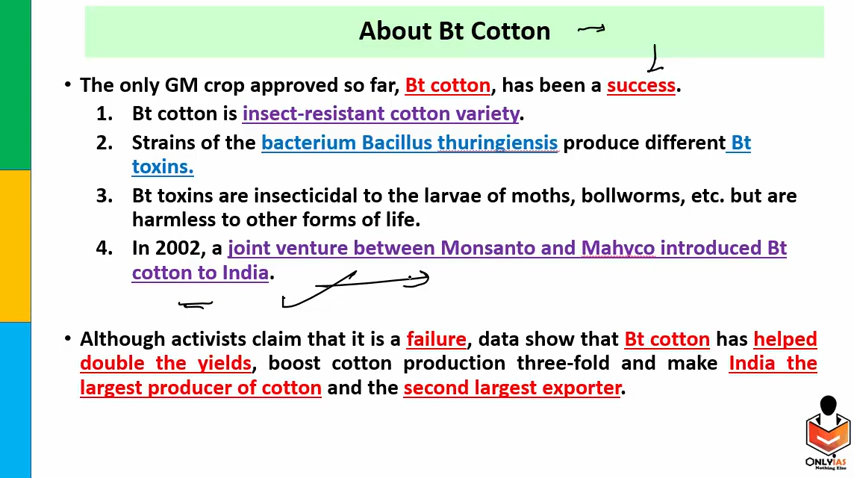 About Bt Cotton
• The only GM crop approved so far, Bt cotton, has been a success.
1. Bt cotton is insect-resistant cotton variety.
2. Strains of the bacterium Bacillus thuringiensis produce different Bt
toxins.
3. Bt toxins are insecticidal to the larvae of moths, bollworms, etc. but are
harmless to other forms of life.
4. In 2002, a joint venture between Monsanto and Mahyco introduced Bt
cotton to India.
• Although activists claim that it is a failure, data show that Bt cotton has helped
double the yields, boost cotton production three-fold and make India the
largest producer of cotton and the second largest exporter.
ONLYIAS
Nothing Else